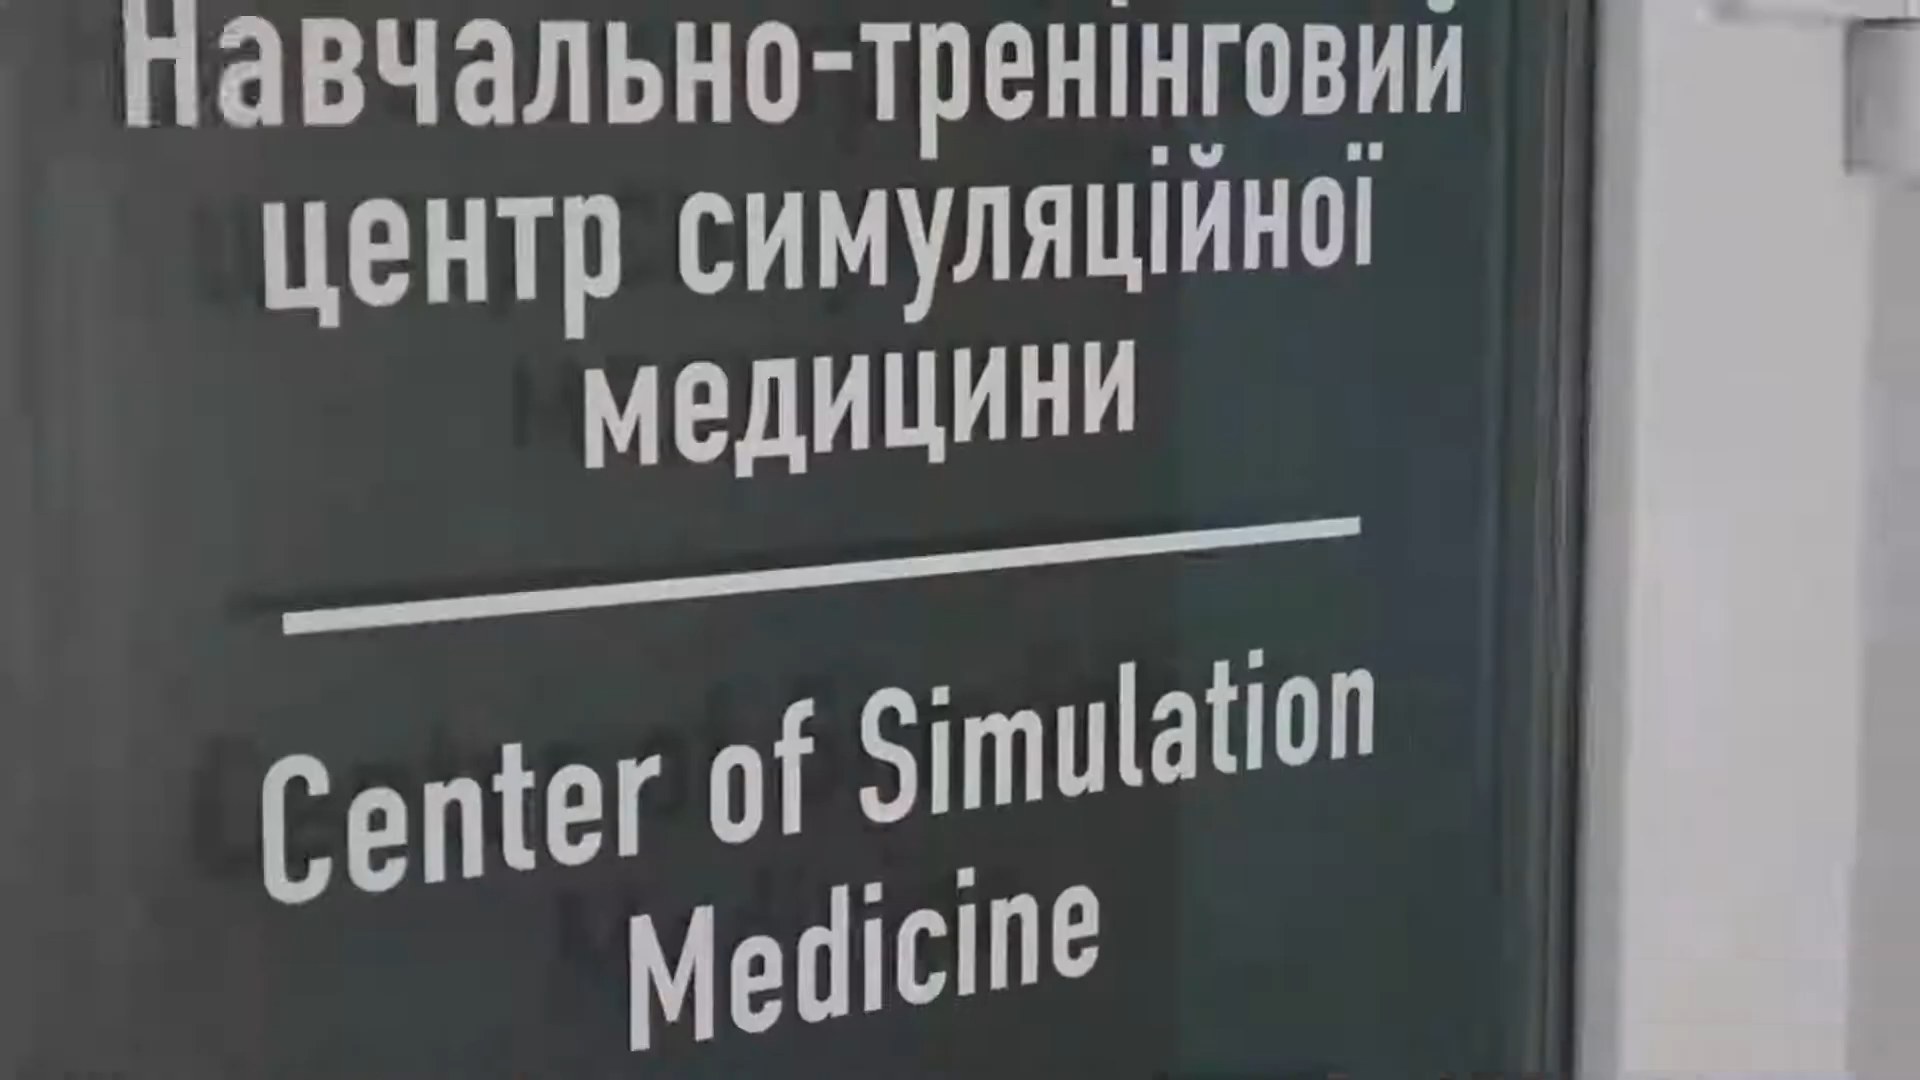 Навчально-тренінговий
центр симуляційної
медицини
Center of Simulation
Medicine